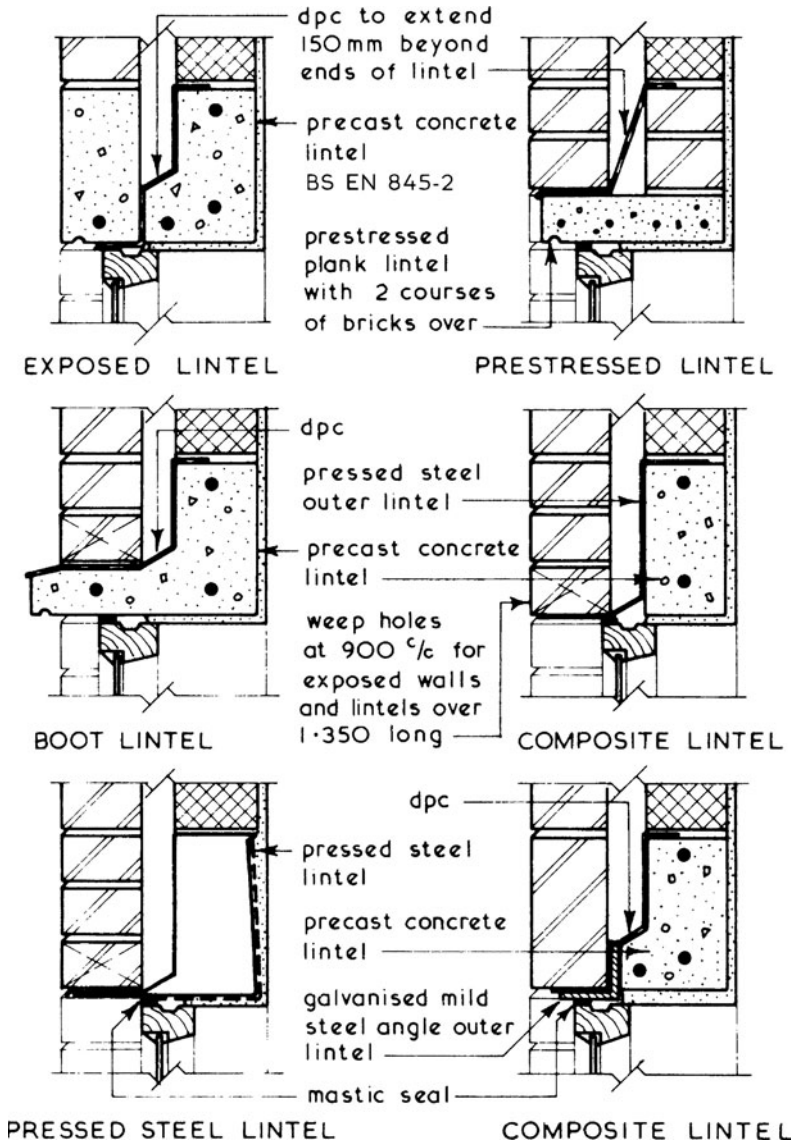 dpc to extend
150mm beyond
ends of lintel
precast concrete
lintel
BS EN 845-2
prestressed
plank lintel
with 2 courses
of bricks over
EXPOSED LINTEL
PRESTRESSED LINTEL
dpc
pressed steel
outer lintel
precast concrete
lintel
weep holes
at 900 c/c for
exposed walls
and lintels over
1·350 long
BOOT LINTEL
COMPOSITE LINTEL
dpc
pressed steel
lintel
precast concrete
lintel
galvanised mild
steel angle outer
lintel
mastic seal
PRESSED STEEL LINTEL
COMPOSITE LINTEL